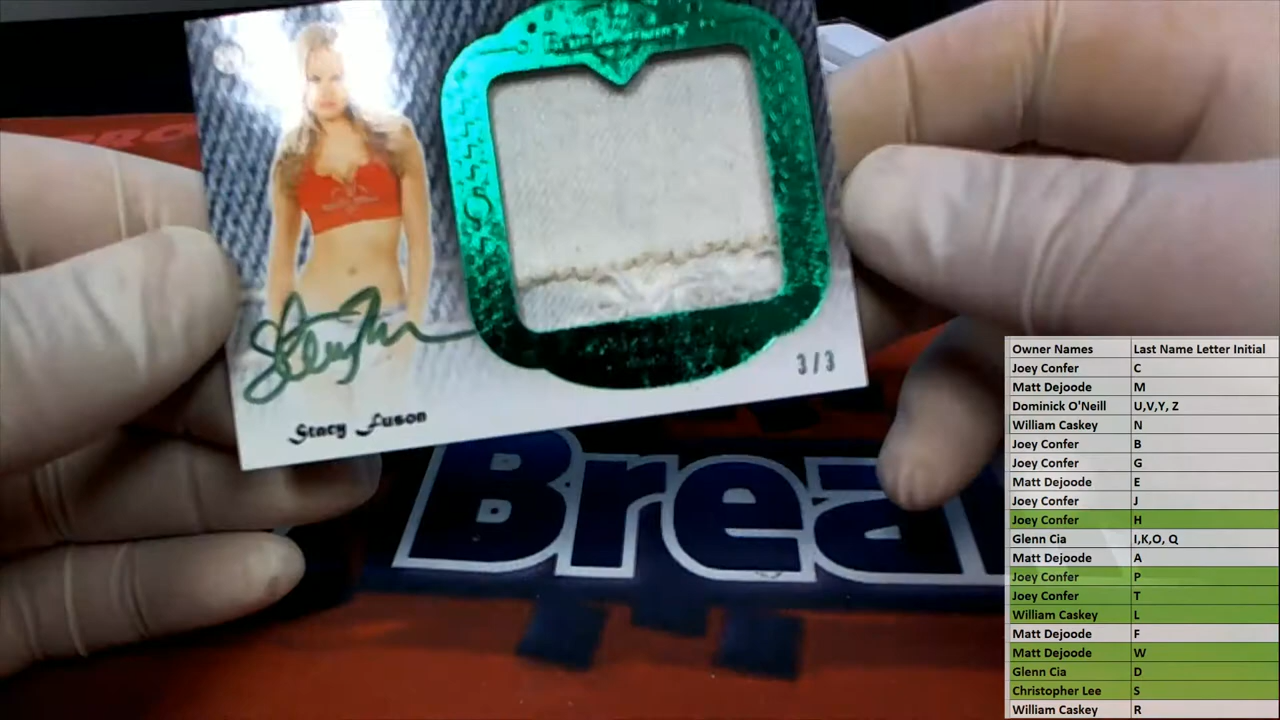 Benchwarmer
Stacy Fuson
3/3
Brea
Owner Names Last Name Letter Initial
Joey Confer C
Matt Dejoode M
Dominick O'Neill U,V,Y, Z
William Caskey N
Joey Confer B
Joey Confer G
Matt Dejoode E
Joey Confer J
Joey Confer H
Glenn Cia I,K,O, Q
Matt Dejoode A
Joey Confer P
Joey Confer T
William Caskey L
Matt Dejoode F
Matt Dejoode W
Glenn Cia D
Christopher Lee S
William Caskey R